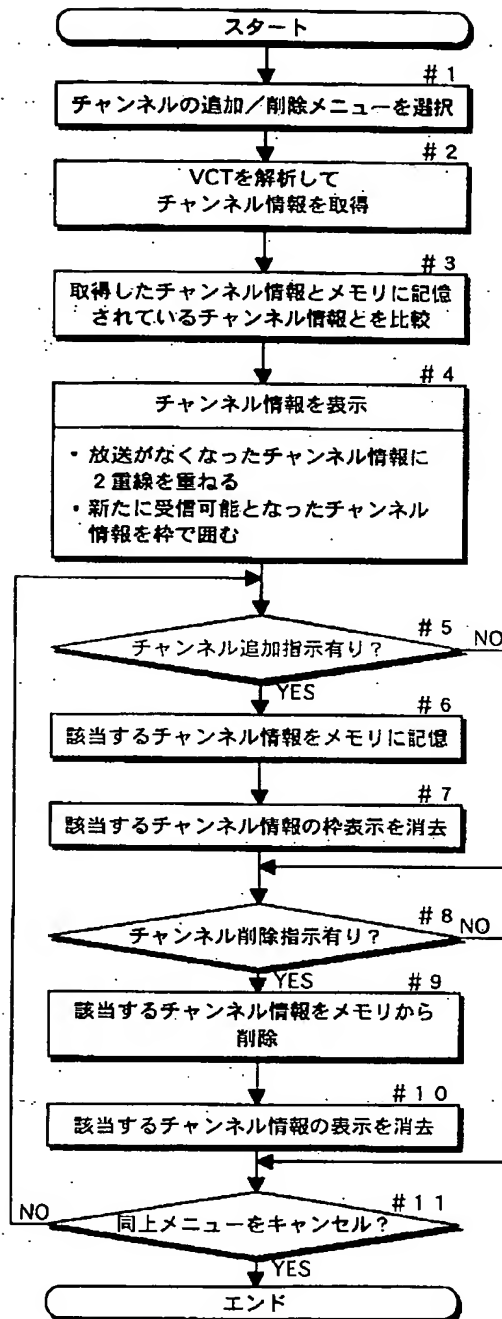 スタート
#1
チャンネルの追加/削除メニューを選択
#2
VCTを解析して
チャンネル情報を取得
#3
取得したチャンネル情報とメモリに記憶
されているチャンネル情報とを比較
#4
チャンネル情報を表示
・放送がなくなったチャンネル情報に
2重線を重ねる
・新たに受信可能となったチャンネル
情報を枠で囲む
#5
チャンネル追加指示有り?
NO
YES
#6
該当するチャンネル情報をメモリに記憶
#7
該当するチャンネル情報の枠表示を消去
#8
チャンネル削除指示有り?
NO
YES
#9
該当するチャンネル情報をメモリから
削除
#10
該当するチャンネル情報の表示を消去
#11
NO
同上メニューをキャンセル?
YES
エンド